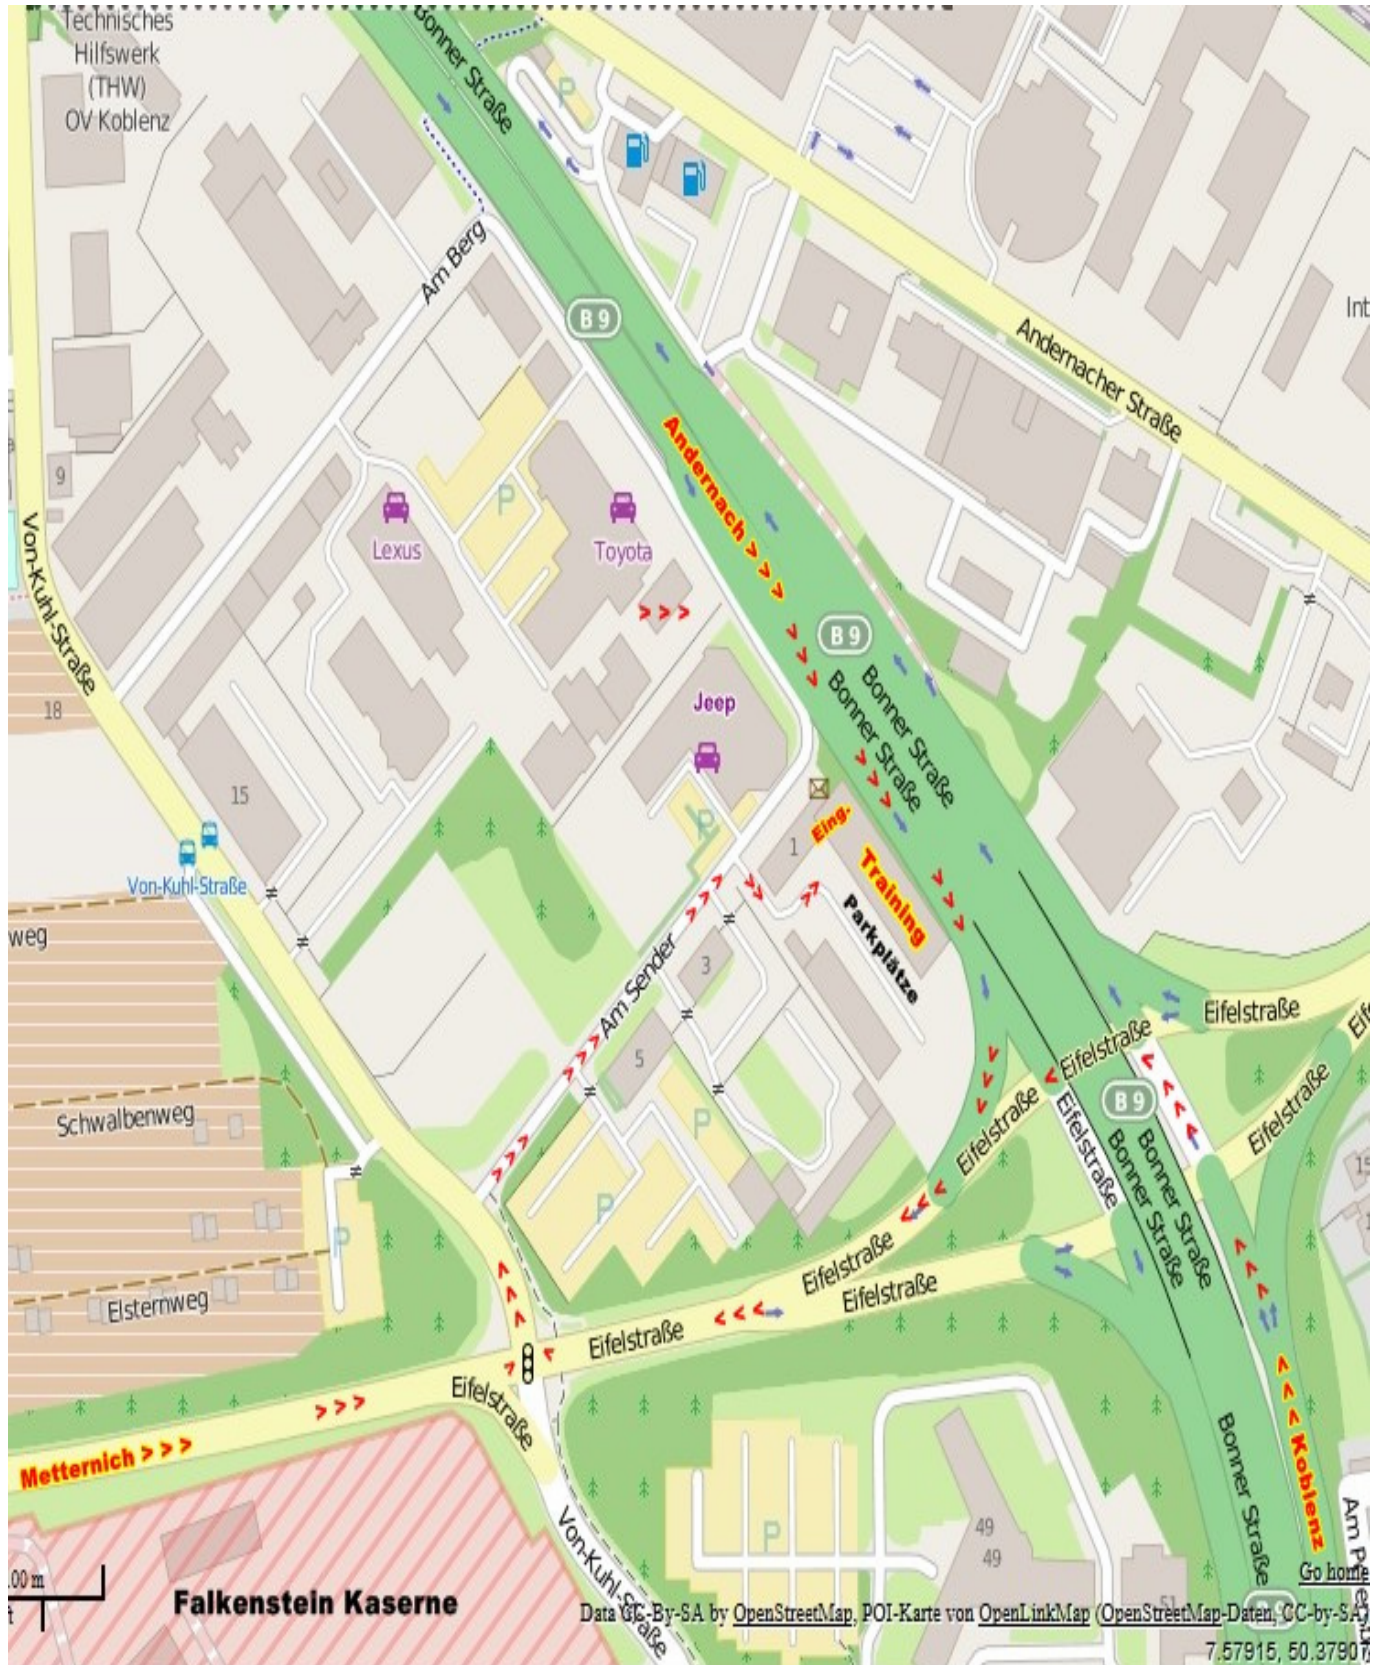 Technisches
Hilfswerk
(THW)
OV Koblenz
Bonner Straße
P
Am Berg
B 9
Int
Andernacher Straße
Andernach > > >
9
P
Lexus
Toyota
> > >
Von-Kuhl-Straße
B 9
18
Jeep
Bonner Straße
Bonner Straße
15
P
1
Eing.
Von-Kuhl-Straße
Training
Parkplätze
weg
3
Am Sender
Eifelstraße
Eifelstraße
5
B 9
Schwalbenweg
P
Eifelstraße
Eifelstraße
Eifelstraße
Bonner Straße
Bonner Straße
15
P
P
Eifelstraße
Elsternweg
Eifelstraße
Eifelstraße
Eifelstraße
Metternich > > >
> > > Koblenz
Bonner Straße
P
49
49
Von-Kuhl-Straße
51
00 m
Falkenstein Kaserne
Go home
Data CC-By-SA by OpenStreetMap, POI-Karte von OpenLinkMap (OpenStreetMap-Daten, CC-by-SA)
B 9
7.57915, 50.37907